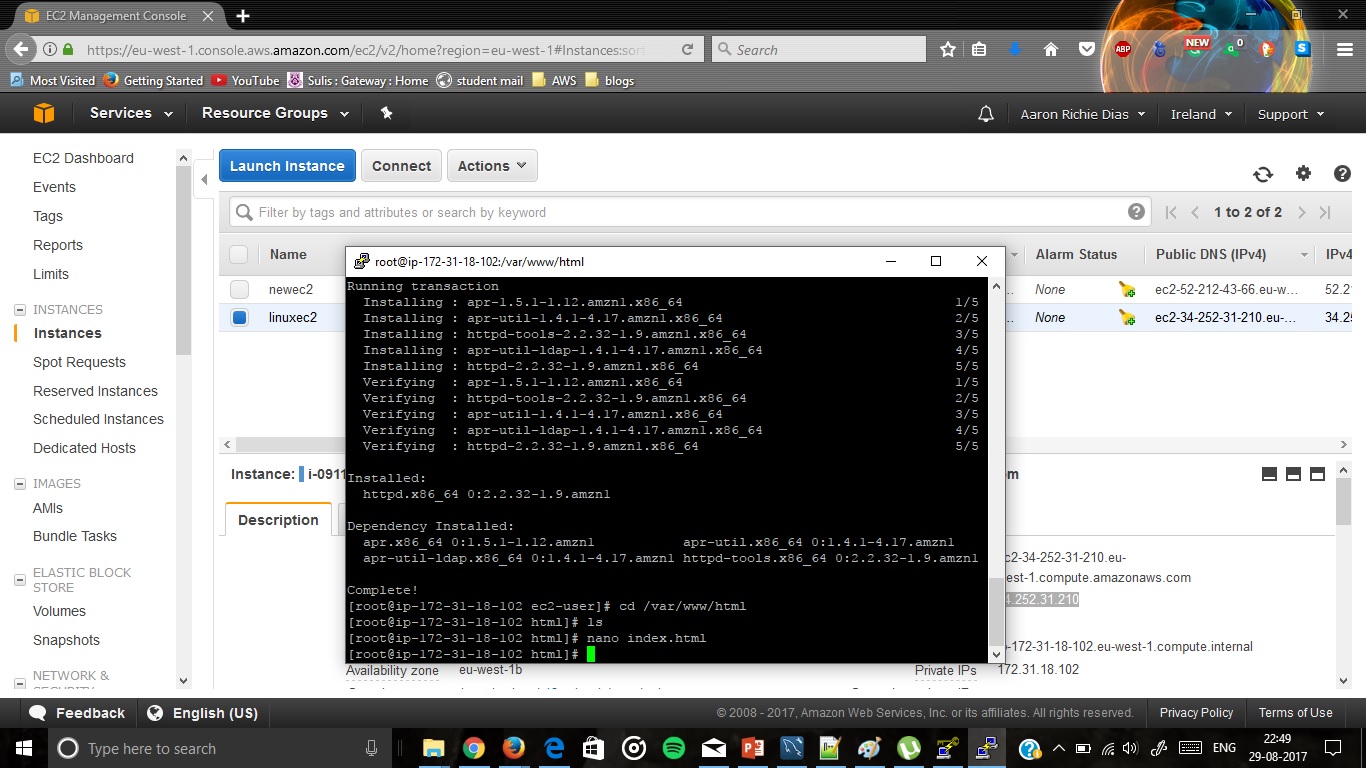 EC2 Management Console
https://eu-west-1.console.aws.amazon.com/ec2/v2/home?region=eu-west-1#Instances:sort
Search
ABP
NEW
0
Most Visited Getting Started YouTube Sulis : Gateway : Home student mail AWS blogs
Services Resource Groups Aaron Richie Dias Ireland Support
EC2 Dashboard
Events
Tags
Reports
Limits
INSTANCES
Instances
Spot Requests
Reserved Instances
Scheduled Instances
Dedicated Hosts
IMAGES
AMIs
Bundle Tasks
ELASTIC BLOCK
STORE
Volumes
Snapshots
NETWORK &
SECURITY
Launch Instance Connect Actions
Filter by tags and attributes or search by keyword
1 to 2 of 2
Name Alarm Status Public DNS (IPv4) IPv4
newec2 None ec2-52-212-43-66.eu-w... 52.2
linuxec2 None ec2-34-252-31-210.eu-... 34.25
root@ip-172-31-18-102:/var/www/html
Running transaction
Installing : apr-1.5.1-1.12.amzn1.x86_64 1/5
Installing : apr-util-1.4.1-4.17.amzn1.x86_64 2/5
Installing : httpd-tools-2.2.32-1.9.amzn1.x86_64 3/5
Installing : apr-util-ldap-1.4.1-4.17.amzn1.x86_64 4/5
Installing : httpd-2.2.32-1.9.amzn1.x86_64 5/5
Verifying : apr-1.5.1-1.12.amzn1.x86_64 1/5
Verifying : httpd-tools-2.2.32-1.9.amzn1.x86_64 2/5
Verifying : apr-util-1.4.1-4.17.amzn1.x86_64 3/5
Verifying : apr-util-ldap-1.4.1-4.17.amzn1.x86_64 4/5
Verifying : httpd-2.2.32-1.9.amzn1.x86_64 5/5
Installed:
httpd.x86_64 0:2.2.32-1.9.amzn1
Dependency Installed:
apr.x86_64 0:1.5.1-1.12.amzn1 apr-util.x86_64 0:1.4.1-4.17.amzn1
apr-util-ldap.x86_64 0:1.4.1-4.17.amzn1 httpd-tools.x86_64 0:2.2.32-1.9.amzn1
Complete!
[root@ip-172-31-18-102 ec2-user]# cd /var/www/html
[root@ip-172-31-18-102 html]# ls
[root@ip-172-31-18-102 html]# nano index.html
[root@ip-172-31-18-102 html]#
Instance: i-0911
om
Description
c2-34-252-31-210.eu-
west-1.compute.amazonaws.com
4.252.31.210
p-172-31-18-102.eu-west-1.compute.internal
Availability zone eu-west-1b Private IPs 172.31.18.102
Feedback English (US) © 2008 - 2017, Amazon Web Services, Inc. or its affiliates. All rights reserved. Privacy Policy Terms of Use
Type here to search
ENG
22:49
29-08-2017